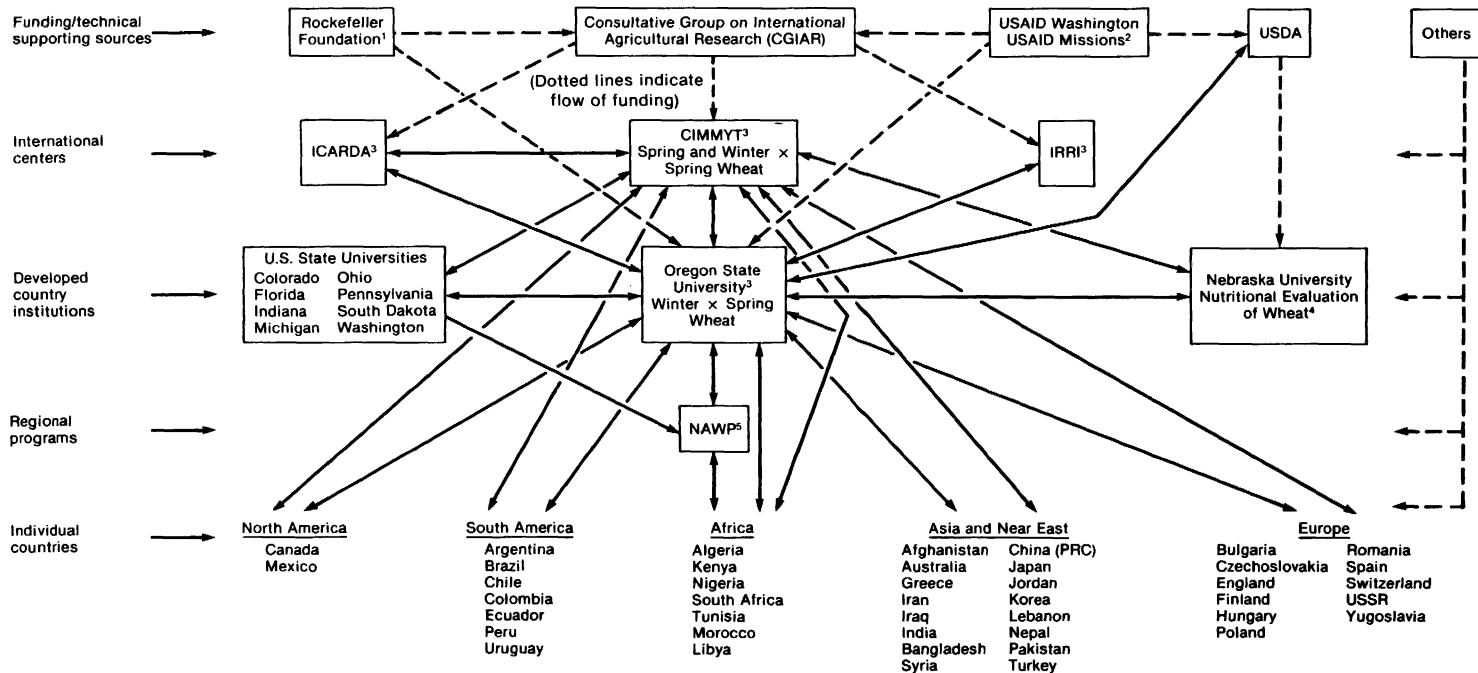 Funding/technical
supporting sources
Rockefeller
Foundation¹
Consultative Group on International
Agricultural Research (CGIAR)
USAID Washington
USAID Missions²
USDA
Others
(Dotted lines indicate
flow of funding)
International
centers
ICARDA³
CIMMYT³
Spring and Winter ×
Spring Wheat
IRRI³
Developed
country
institutions
U.S. State Universities
Colorado Ohio
Florida Pennsylvania
Indiana South Dakota
Michigan Washington
Oregon State
University³
Winter × Spring
Wheat
Nebraska University
Nutritional Evaluation
of Wheat⁴
Regional
programs
NAWP⁵
Individual
countries
North America
Canada
Mexico
South America
Argentina
Brazil
Chile
Colombia
Ecuador
Peru
Uruguay
Africa
Algeria
Kenya
Nigeria
South Africa
Tunisia
Morocco
Libya
Asia and Near East
Afghanistan China (PRC)
Australia Japan
Greece Jordan
Iran Korea
Iraq Lebanon
India Nepal
Bangladesh Pakistan
Syria Turkey
Europe
Bulgaria Romania
Czechoslovakia Spain
England Switzerland
Finland USSR
Hungary Yugoslavia
Poland